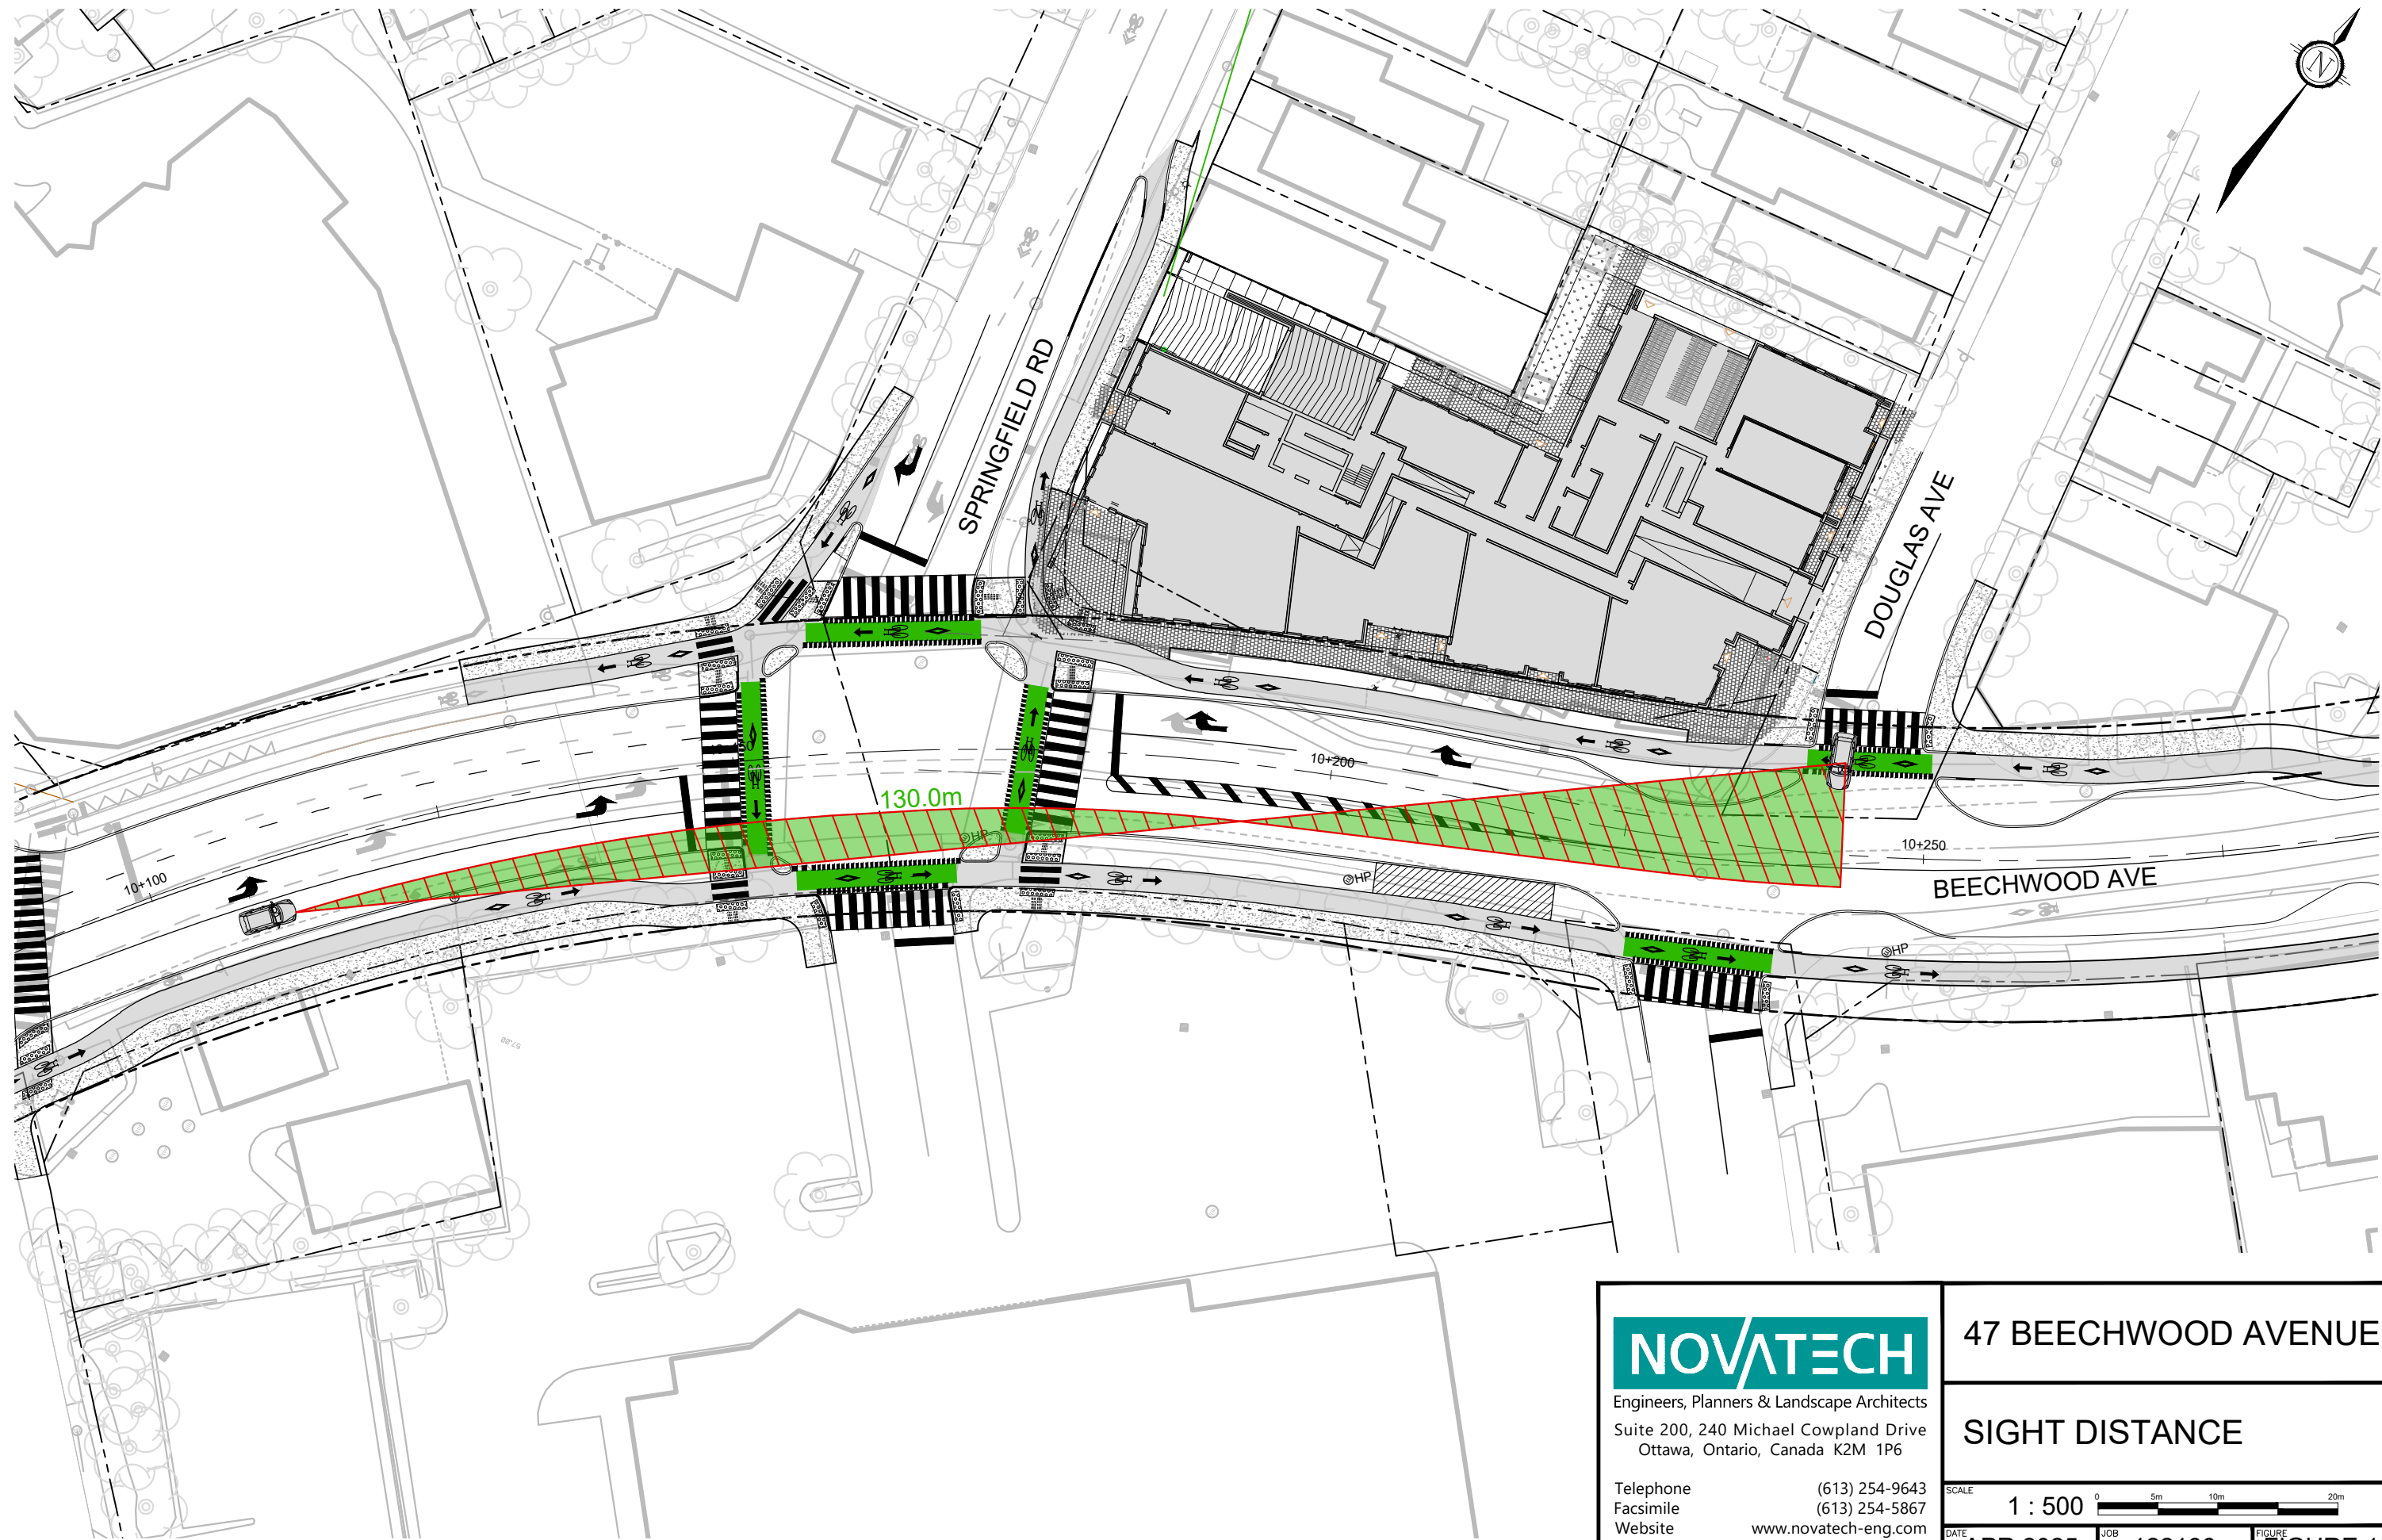 SPRINGFIELD RD
DOUGLAS AVE
130.0m
10+200
10+100
10+250
BEECHWOOD AVE
HP
HP
HP
57.00
N
NOVATECH
Engineers, Planners & Landscape Architects
Suite 200, 240 Michael Cowpland Drive
Ottawa, Ontario, Canada K2M 1P6
Telephone (613) 254-9643
Facsimile (613) 254-5867
Website www.novatech-eng.com
47 BEECHWOOD AVENUE
SIGHT DISTANCE
SCALE
1 : 500
0 5m 10m 20m
DATE
JOB
FIGURE